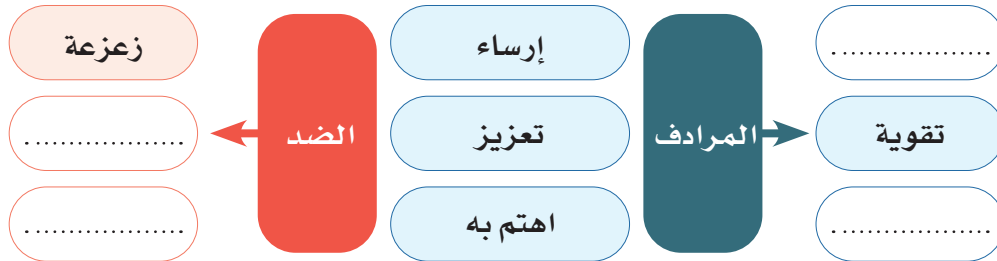 .................. إرساء زعزعة
المرادف تقوية تعزيز الضد ..................
.................. اهتم به ..................